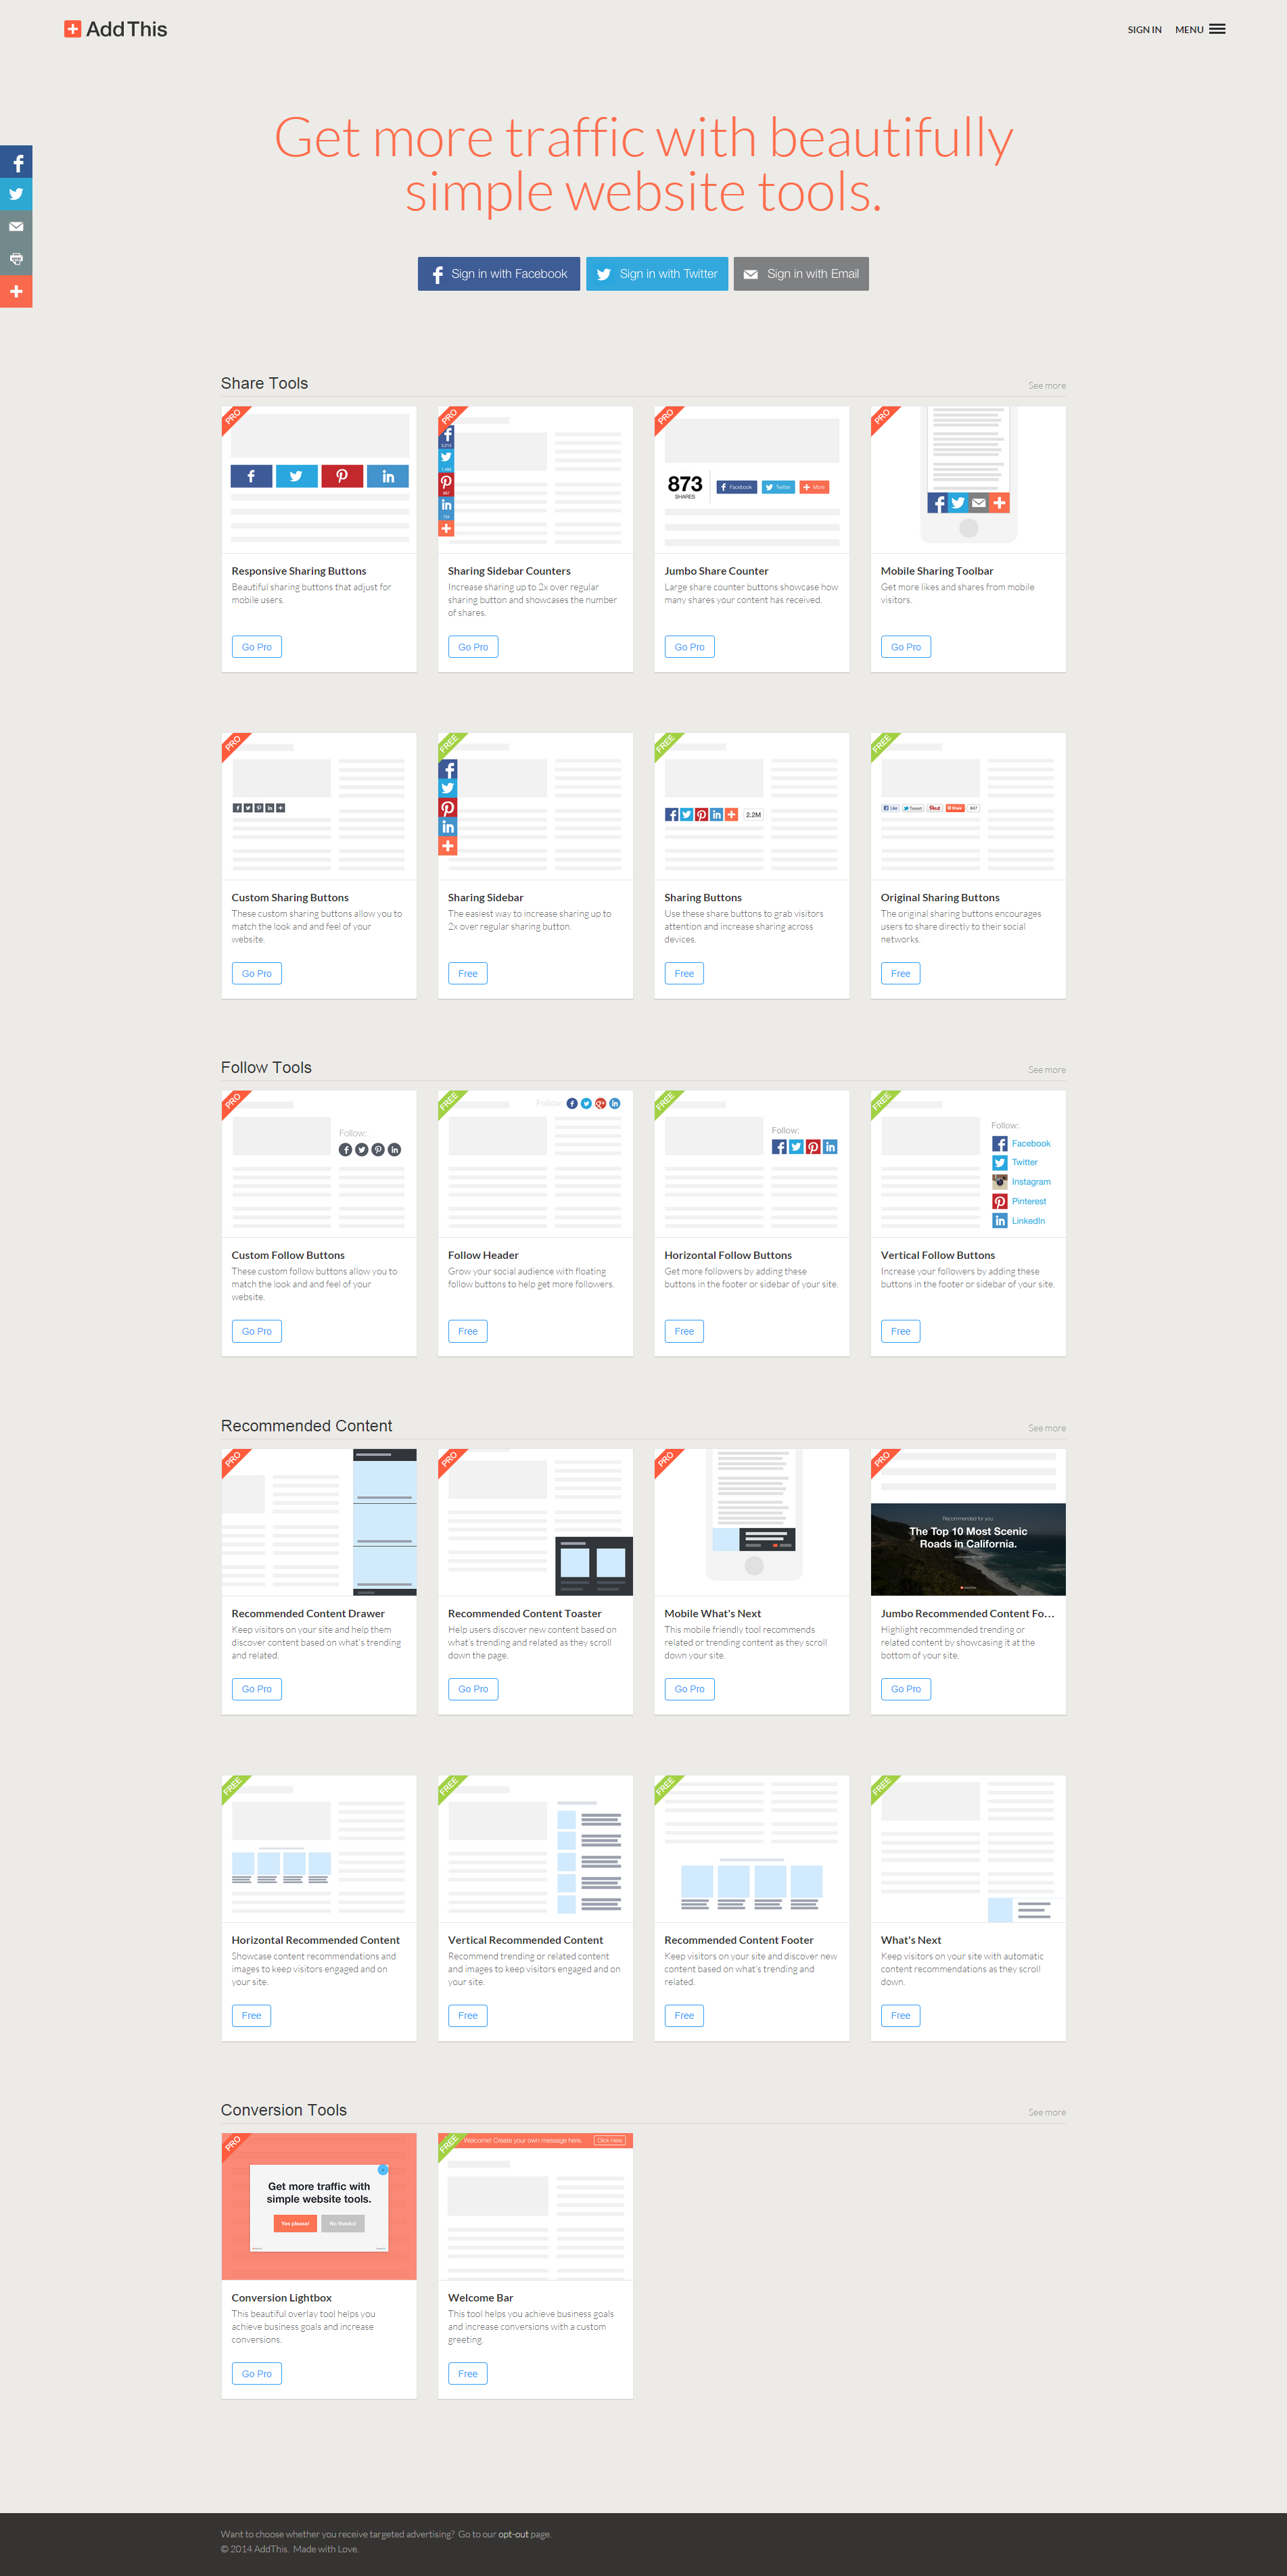 AddThis
SIGN IN MENU
Get more traffic with beautifully
simple website tools.
Sign in with Facebook
Sign in with Twitter
Sign in with Email
Share Tools
See more
PRO
Responsive Sharing Buttons
Beautiful sharing buttons that adjust for
mobile users.
Go Pro
PRO
Sharing Sidebar Counters
Increase sharing up to 2x over regular
sharing button and showcases the number
of shares.
Go Pro
PRO
873
SHARES
Facebook
Twitter
More
Jumbo Share Counter
Large share counter buttons showcase how
many shares your content has received.
Go Pro
PRO
Mobile Sharing Toolbar
Get more likes and shares from mobile
visitors.
Go Pro
PRO
Custom Sharing Buttons
These custom sharing buttons allow you to
match the look and and feel of your
website.
Go Pro
FREE
Sharing Sidebar
The easiest way to increase sharing up to
2x over regular sharing button.
Free
FREE
2.2M
Sharing Buttons
Use these share buttons to grab visitors
attention and increase sharing across
devices.
Free
FREE
Like
Tweet
Share
847
Original Sharing Buttons
The original sharing buttons encourages
users to share directly to their social
networks.
Free
Follow Tools
See more
PRO
Follow:
Custom Follow Buttons
These custom follow buttons allow you to
match the look and and feel of your
website.
Go Pro
FREE
Follow:
Follow Header
Grow your social audience with floating
follow buttons to help get more followers.
Free
FREE
Follow:
Horizontal Follow Buttons
Get more followers by adding these
buttons in the footer or sidebar of your site.
Free
FREE
Follow:
Facebook
Twitter
Instagram
Pinterest
LinkedIn
Vertical Follow Buttons
Increase your followers by adding these
buttons in the footer or sidebar of your site.
Free
Recommended Content
See more
PRO
Recommended Content Drawer
Keep visitors on your site and help them
discover content based on what's trending
and related.
Go Pro
PRO
Recommended Content Toaster
Help users discover new content based on
what's trending and related as they scroll
down the page.
Go Pro
PRO
Mobile What's Next
This mobile friendly tool recommends
related or trending content as they scroll
down your site.
Go Pro
PRO
Recommended for you
The Top 10 Most Scenic
Roads in California.
Jumbo Recommended Content Fo...
Highlight recommended trending or
related content by showcasing it at the
bottom of your site.
Go Pro
FREE
Horizontal Recommended Content
Showcase content recommendations and
images to keep visitors engaged and on
your site.
Free
FREE
Vertical Recommended Content
Recommend trending or related content
and images to keep visitors engaged and on
your site.
Free
FREE
Recommended Content Footer
Keep visitors on your site and discover new
content based on what's trending and
related.
Free
FREE
What's Next
Keep visitors on your site with automatic
content recommendations as they scroll
down.
Free
Conversion Tools
See more
PRO
Get more traffic with
simple website tools.
Yes please!
No thanks!
Conversion Lightbox
This beautiful overlay tool helps you
achieve business goals and increase
conversions.
Go Pro
FREE
Welcome! Create your own message here.
Click Here
Welcome Bar
This tool helps you achieve business goals
and increase conversions with a custom
greeting.
Free
Want to choose whether you receive targeted advertising? Go to our opt-out page.
© 2014 AddThis. Made with Love.